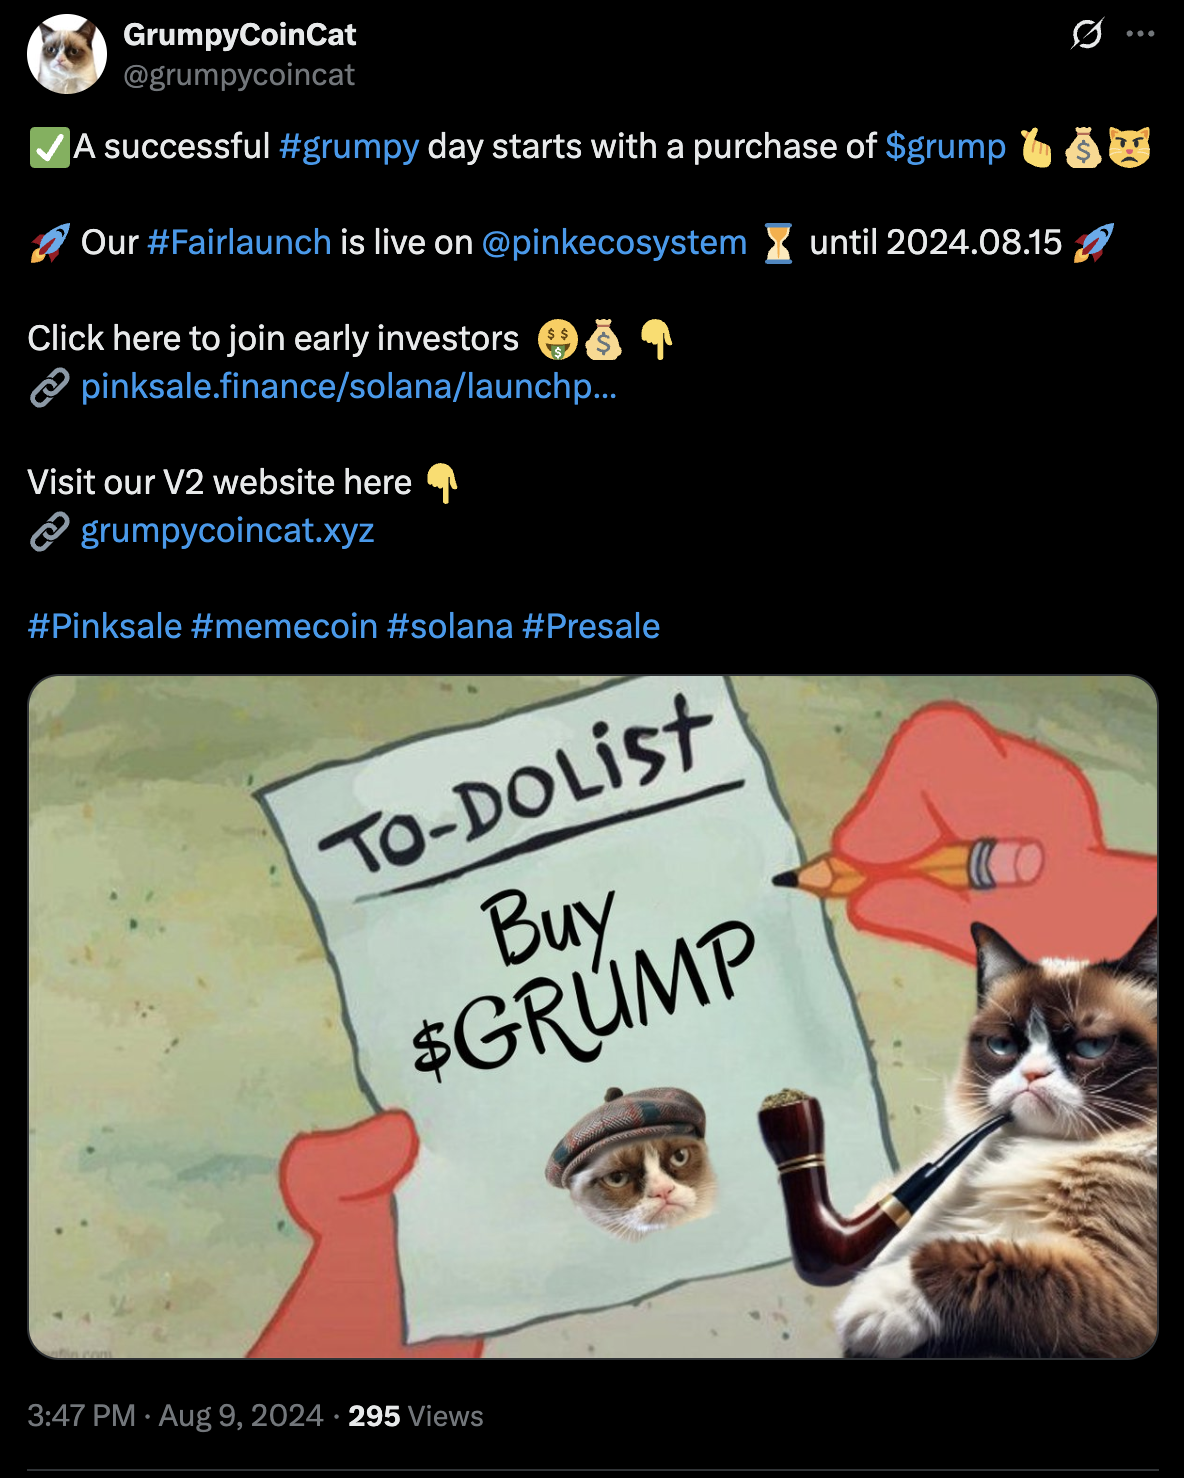 GrumpyCoinCat
@grumpycoincat
✅A successful #grumpy day starts with a purchase of $grump 🫰💰😾
🚀 Our #Fairlaunch is live on @pinkecosystem ⏳ until 2024.08.15 🚀
Click here to join early investors 🤑💰👇
🔗 pinksale.finance/solana/launchp...
Visit our V2 website here 👇
🔗 grumpycoincat.xyz
#Pinksale #memecoin #solana #Presale
TO-DO List
Buy
$GRUMP
$
3:47 PM · Aug 9, 2024 · 295 Views